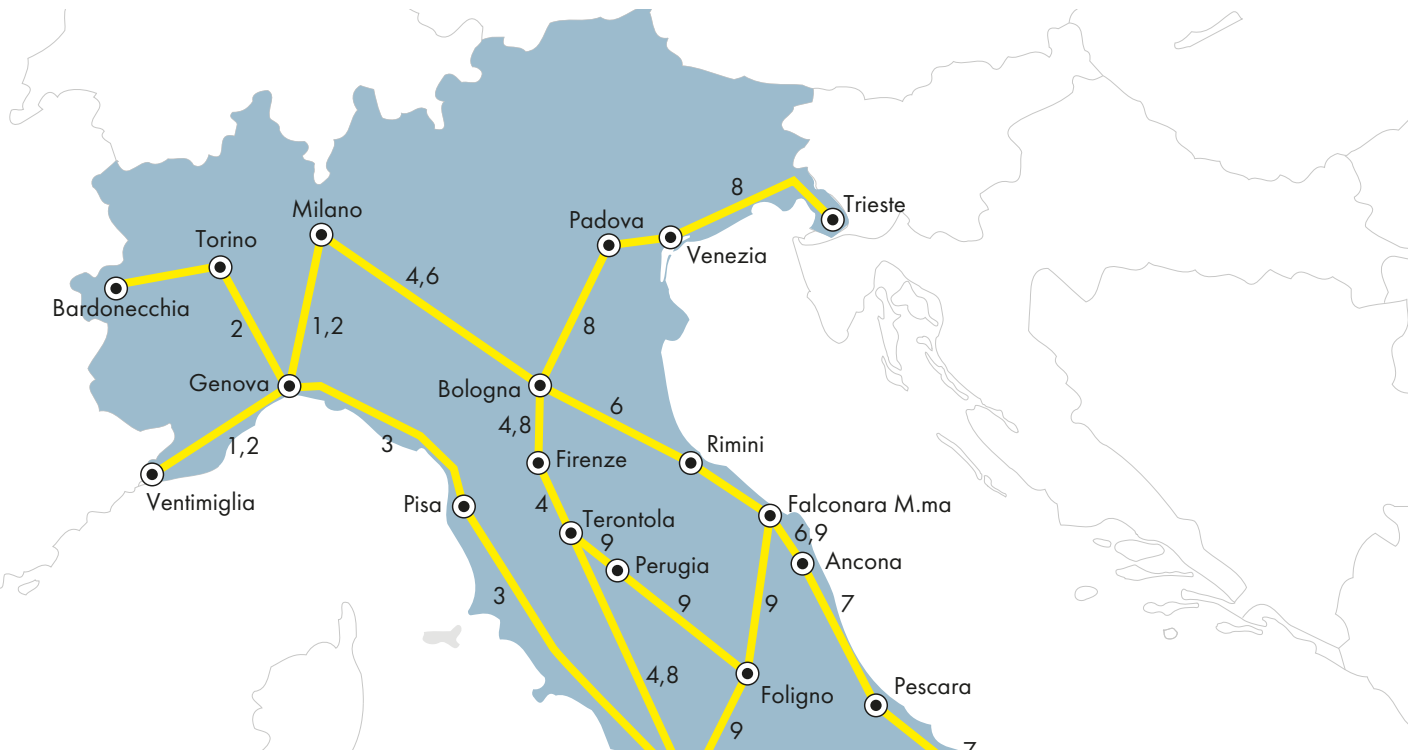 8
Trieste
Milano
Padova
Torino
Venezia
4,6
Bardonecchia
2
1,2
8
Genova
Bologna
6
4,8
1,2
3
Rimini
Firenze
Ventimiglia
Pisa
4
Falconara M.ma
Terontola
9
6,9
Perugia
Ancona
3
9
9
7
4,8
Foligno
Pescara
9
7